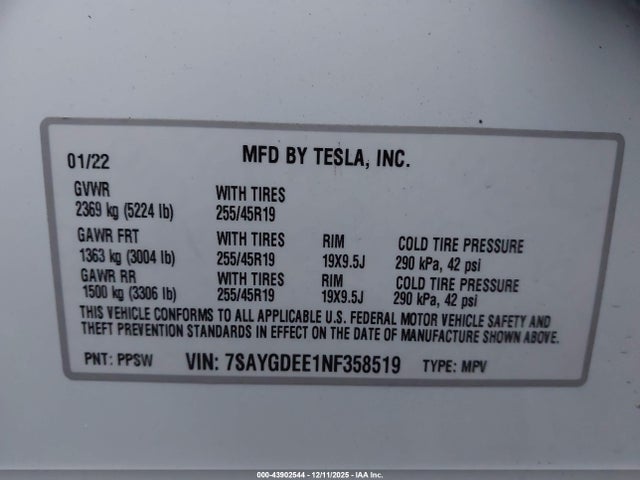 01/22 MFD BY TESLA, INC.
GVWR WITH TIRES
2369 kg (5224 lb) 255/45R19
GAWR FRT WITH TIRES RIM COLD TIRE PRESSURE
1363 kg (3004 lb) 255/45R19 19X9.5J 290 kPa, 42 psi
GAWR RR WITH TIRES RIM COLD TIRE PRESSURE
1500 kg (3306 lb) 255/45R19 19X9.5J 290 kPa, 42 psi
THIS VEHICLE CONFORMS TO ALL APPLICABLE U.S. FEDERAL MOTOR VEHICLE SAFETY AND
THEFT PREVENTION STANDARDS IN EFFECT ON THE DATE OF MANUFACTURE SHOWN ABOVE.
PNT: PPSW VIN: 7SAYGDEE1NF358519 TYPE: MPV
000-43902544 - 12/11/2025 - IAA Inc.